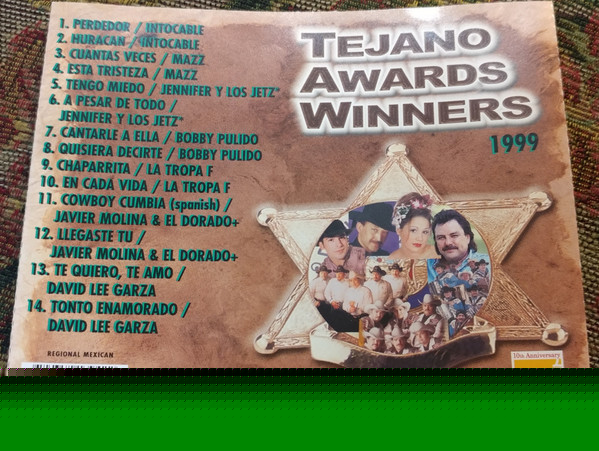 1. PERDEDOR / INTOCABLE
2. HURACAN / INTOCABLE
3. CUANTAS VECES / MAZZ
4. ESTA TRISTEZA / MAZZ
5. TENGO MIEDO / JENNIFER Y LOS JETZ*
6. A PESAR DE TODO /
JENNIFER Y LOS JETZ*
7. CANTARLE A ELLA / BOBBY PULIDO
8. QUISIERA DECIRTE / BOBBY PULIDO
9. CHAPARRITA / LA TROPA F
10. EN CADA VIDA / LA TROPA F
11. COWBOY CUMBIA (spanish) /
JAVIER MOLINA & EL DORADO+
12. LLEGASTE TU /
JAVIER MOLINA & EL DORADO+
13. TE QUIERO, TE AMO /
DAVID LEE GARZA
14. TONTO ENAMORADO /
DAVID LEE GARZA
REGIONAL MEXICAN
TEJANO
AWARDS
WINNERS
1999
10th Anniversary